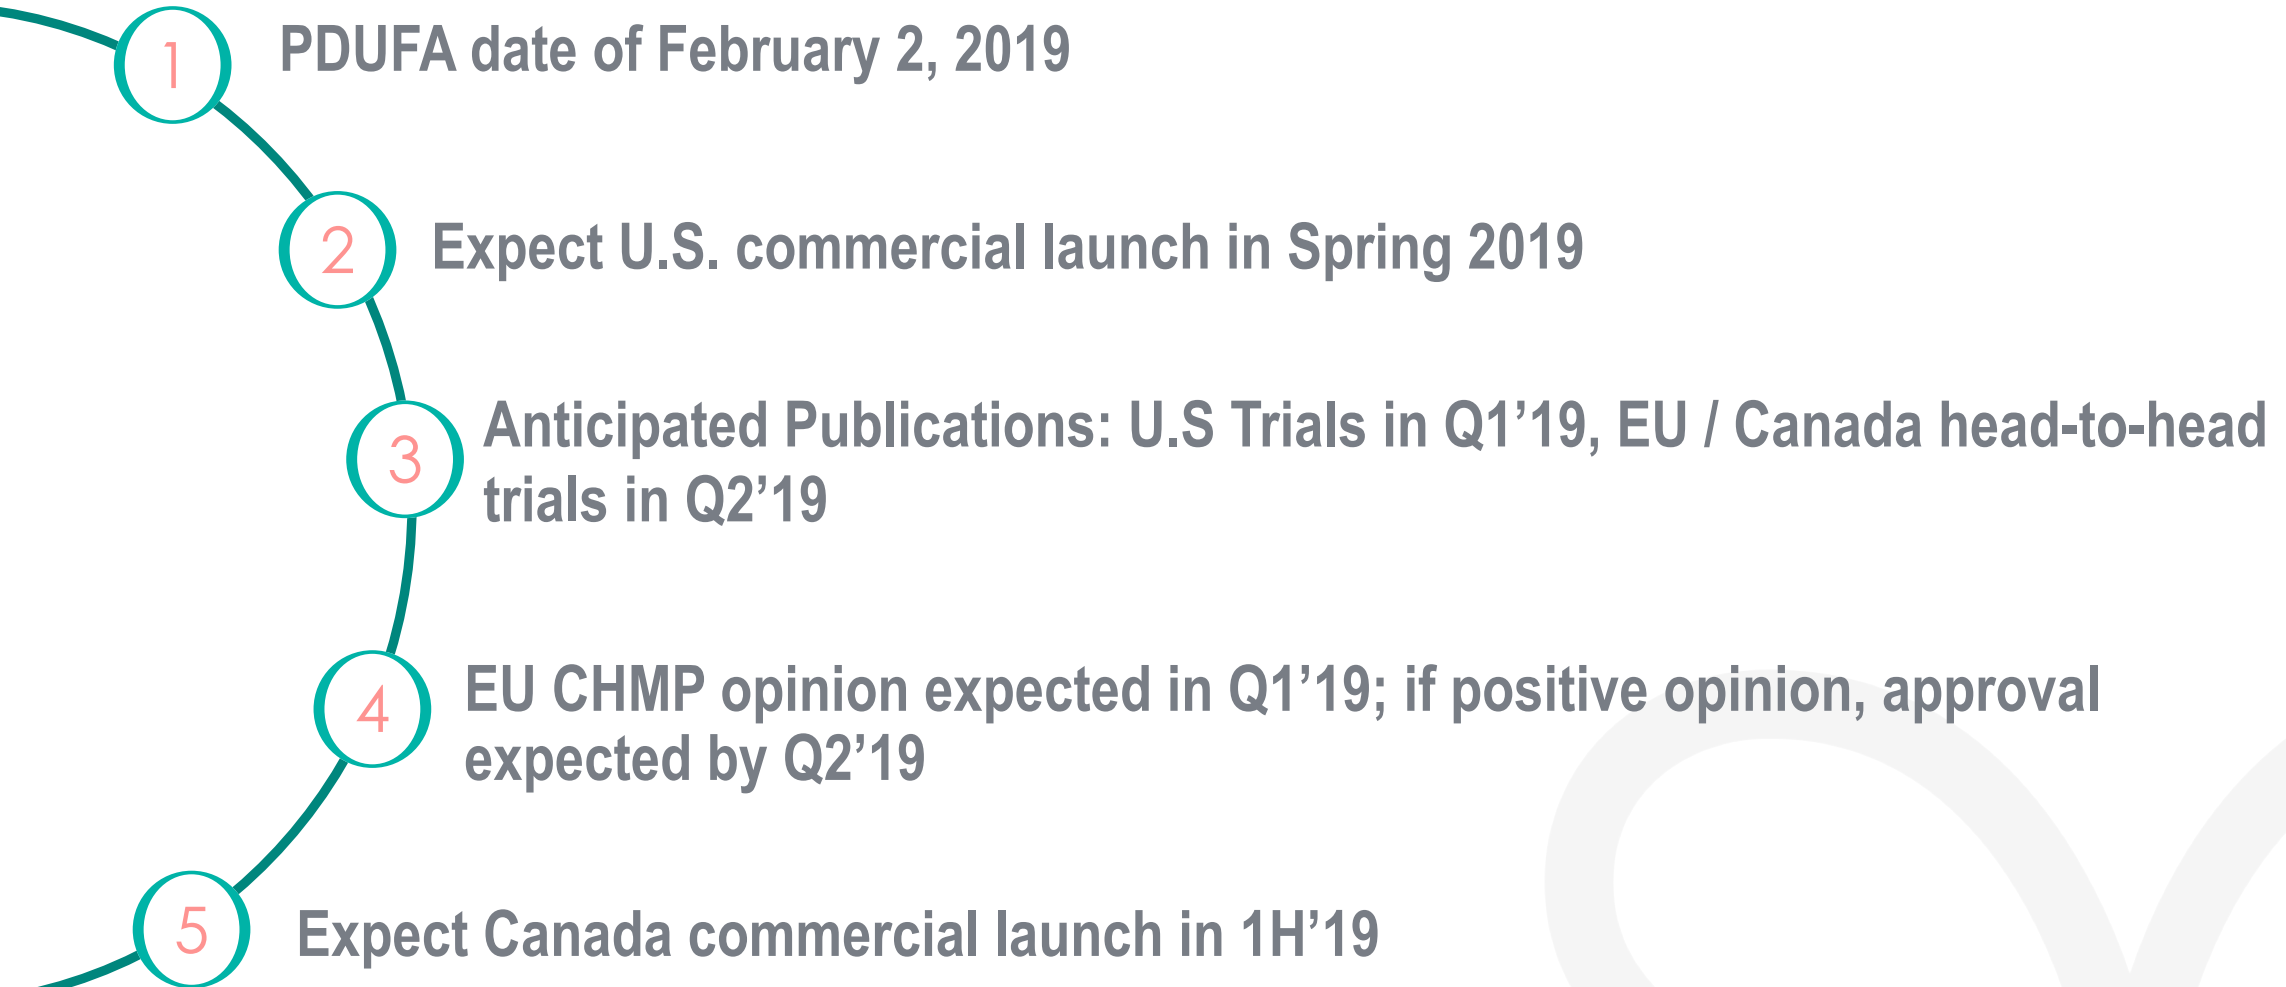 1
PDUFA date of February 2, 2019
2
Expect U.S. commercial launch in Spring 2019
3
Anticipated Publications: U.S Trials in Q1’19, EU / Canada head-to-head
trials in Q2’19
4
EU CHMP opinion expected in Q1’19; if positive opinion, approval
expected by Q2’19
5
Expect Canada commercial launch in 1H’19